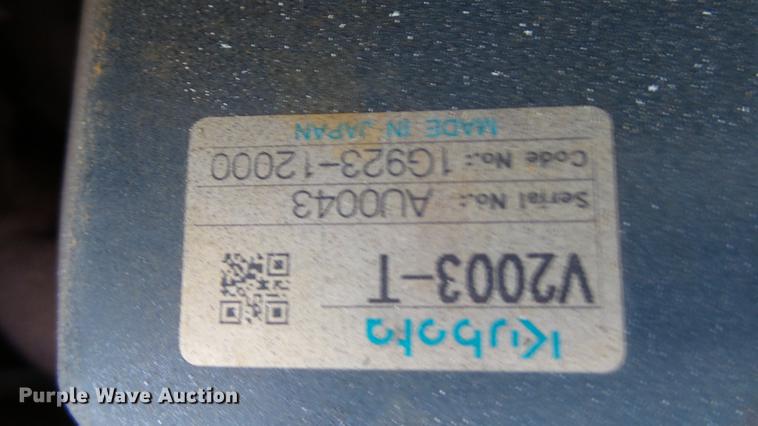 Kubota
V2003-T
Serial No.: AU0043
Code No.: 1G923-12000
MADE IN JAPAN
Purple Wave Auction